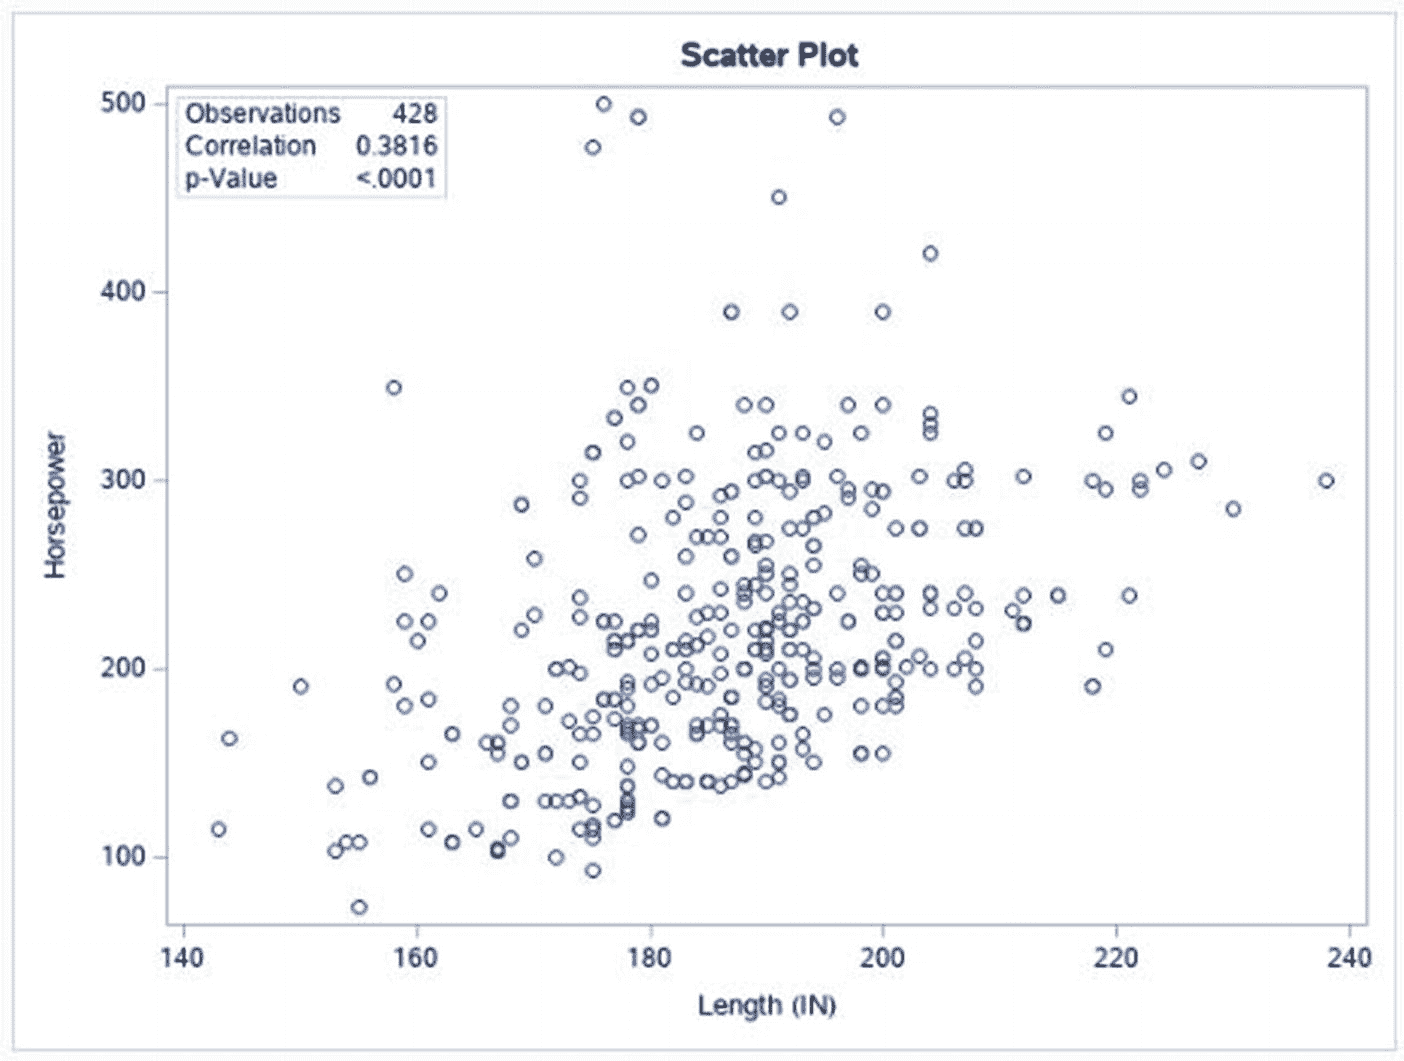 Scatter Plot
500
Observations 428
Correlation 0.3816
p-Value <.0001
400
300
200
100
Horsepower
140 160 180 200 220 240
Length (IN)